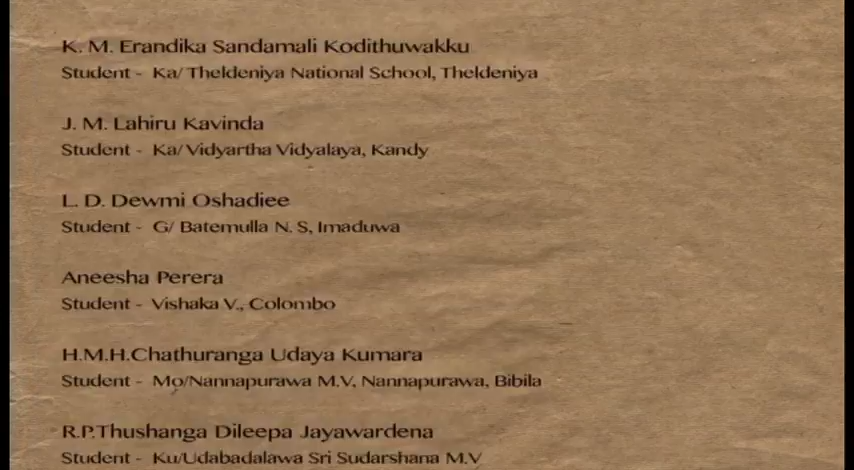 K. M. Erandika Sandamali Kodithuwakku
Student - Ka/ Theldeniya National School, Theldeniya
J. M. Lahiru Kavinda
Student - Ka/ Vidyartha Vidyalaya, Kandy
L. D. Dewmi Oshadiee
Student - G/ Batemulla N. S, Imaduwa
Aneesha Perera
Student - Vishaka V., Colombo
H.M.H.Chathuranga Udaya Kumara
Student - Mo/Nannapurawa M.V, Nannapurawa, Bibila
R.P.Thushanga Dileepa Jayawardena
Student - Ku/Udabadalawa Sri Sudarshana M.V